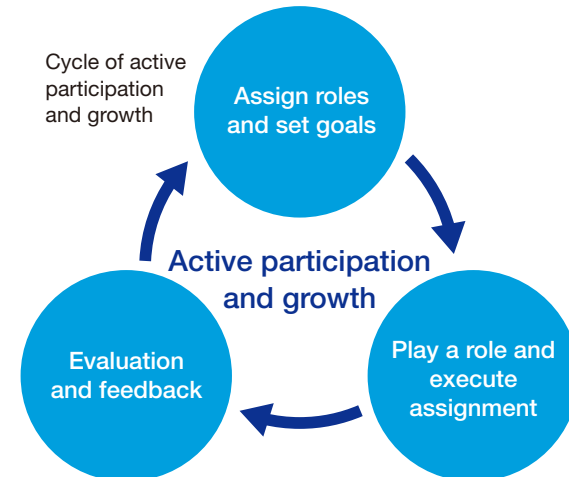 Cycle of active
participation
and growth
Assign roles
and set goals
Active participation
and growth
Play a role and
execute
assignment
Evaluation
and feedback